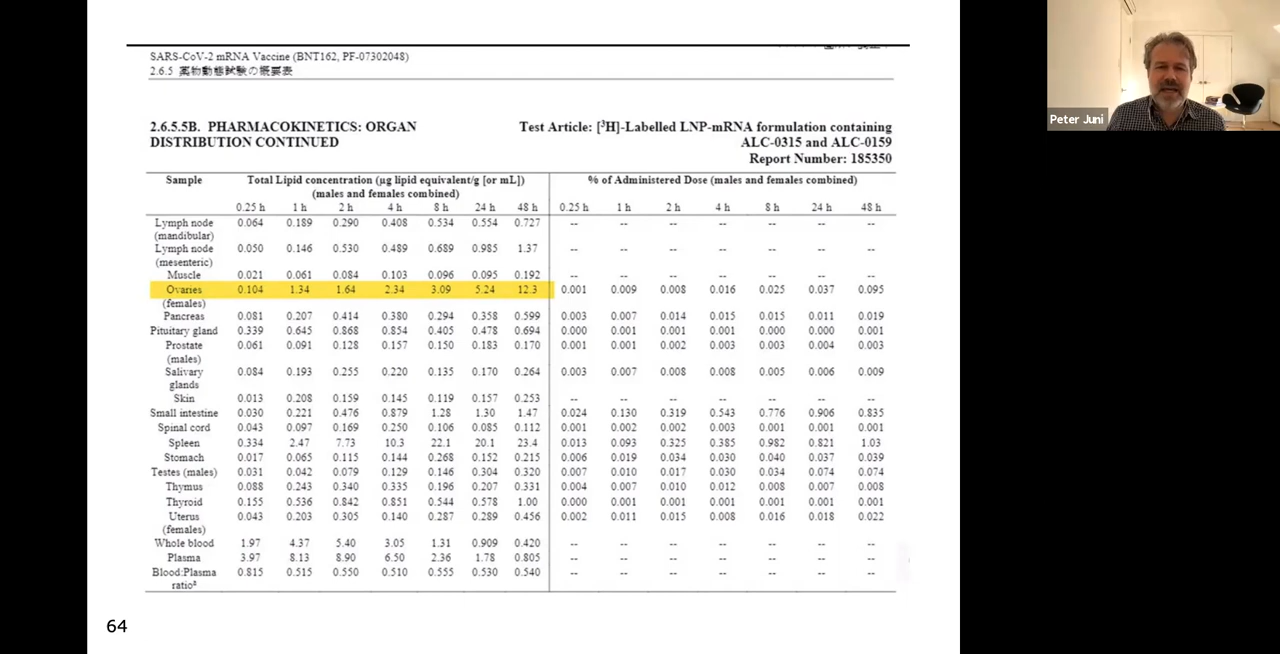 SARS-CoV-2 mRNA Vaccine (BNT162, PF-07302048)
2.6.5 薬物動態試験の概要表
2.6.5.5B. PHARMACOKINETICS: ORGAN
DISTRIBUTION CONTINUED
Test Article: [³H]-Labelled LNP-mRNA formulation containing
ALC-0315 and ALC-0159
Report Number: 185350
Sample Total Lipid concentration (µg lipid equivalent/g [or mL]) % of Administered Dose (males and females combined)
(males and females combined)
0.25 h 1 h 2 h 4 h 8 h 24 h 48 h 0.25 h 1 h 2 h 4 h 8 h 24 h 48 h
Lymph node 0.064 0.189 0.290 0.408 0.534 0.554 0.727 -- -- -- -- -- -- --
(mandibular)
Lymph node 0.050 0.146 0.530 0.489 0.689 0.985 1.37 -- -- -- -- -- -- --
(mesenteric)
Muscle 0.021 0.061 0.084 0.103 0.096 0.095 0.192 -- -- -- -- -- -- --
Ovaries 0.104 1.34 1.64 2.34 3.09 5.24 12.3 0.001 0.009 0.008 0.016 0.025 0.037 0.095
(females)
Pancreas 0.081 0.207 0.414 0.380 0.294 0.358 0.599 0.003 0.007 0.014 0.015 0.015 0.011 0.019
Pituitary gland 0.339 0.645 0.868 0.854 0.405 0.478 0.694 0.000 0.001 0.001 0.001 0.000 0.000 0.001
Prostate 0.061 0.091 0.128 0.157 0.150 0.183 0.170 0.001 0.001 0.002 0.003 0.003 0.004 0.003
(males)
Salivary 0.084 0.193 0.255 0.220 0.135 0.170 0.264 0.003 0.007 0.008 0.008 0.005 0.006 0.009
glands
Skin 0.013 0.208 0.159 0.145 0.119 0.157 0.253 -- -- -- -- -- -- --
Small intestine 0.030 0.221 0.476 0.879 1.28 1.30 1.47 0.024 0.130 0.319 0.543 0.776 0.906 0.835
Spinal cord 0.043 0.097 0.169 0.250 0.106 0.085 0.112 0.001 0.002 0.002 0.003 0.001 0.001 0.001
Spleen 0.334 2.47 7.73 10.3 22.1 20.1 23.4 0.013 0.093 0.325 0.385 0.982 0.821 1.03
Stomach 0.017 0.065 0.115 0.144 0.268 0.152 0.215 0.006 0.019 0.034 0.030 0.040 0.037 0.039
Testes (males) 0.031 0.042 0.079 0.129 0.146 0.304 0.320 0.007 0.010 0.017 0.030 0.034 0.074 0.074
Thymus 0.088 0.243 0.340 0.335 0.196 0.207 0.331 0.004 0.007 0.010 0.012 0.008 0.007 0.008
Thyroid 0.155 0.536 0.842 0.851 0.544 0.578 1.00 0.000 0.001 0.001 0.001 0.001 0.001 0.001
Uterus 0.043 0.203 0.305 0.140 0.287 0.289 0.456 0.002 0.011 0.015 0.008 0.016 0.018 0.022
(females)
Whole blood 1.97 4.37 5.40 3.05 1.31 0.909 0.420 -- -- -- -- -- -- --
Plasma 3.97 8.13 8.90 6.50 2.36 1.78 0.805 -- -- -- -- -- -- --
Blood:Plasma 0.815 0.515 0.550 0.510 0.555 0.530 0.540 -- -- -- -- -- -- --
ratioª
64
Peter Juni